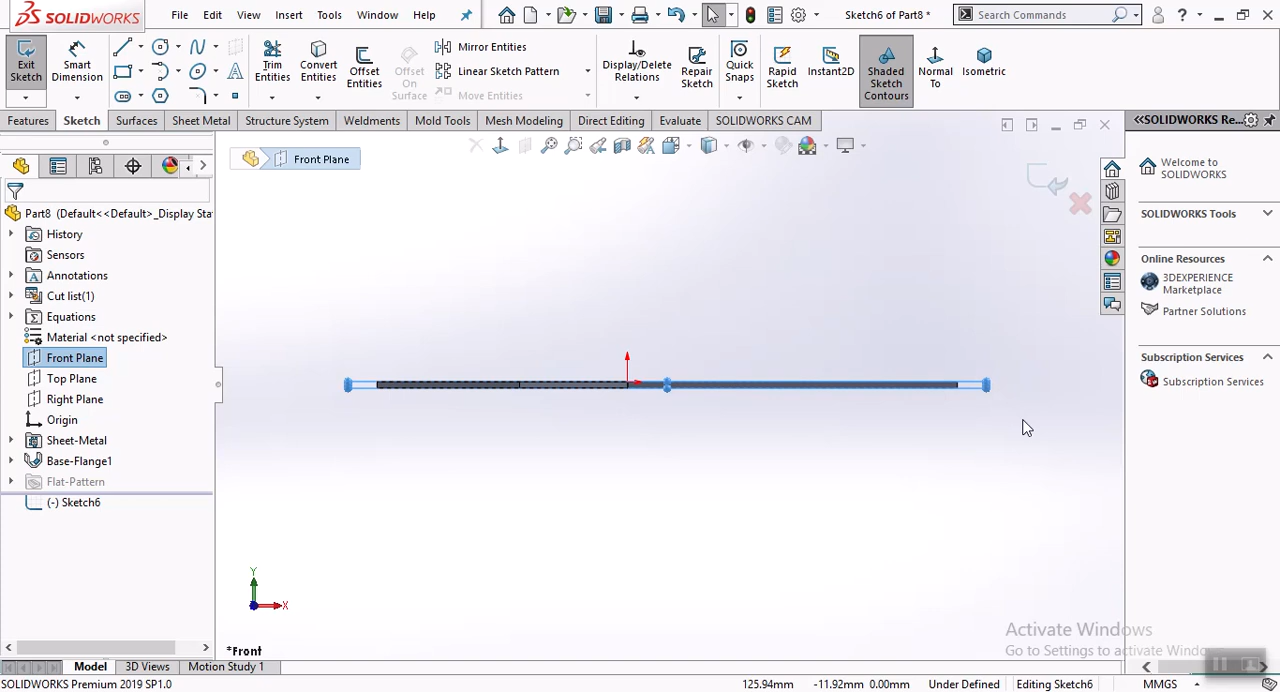 SOLIDWORKS
File
Edit
View
Insert
Tools
Window
Help
Sketch6 of Part8 *
Search Commands
Exit Sketch
Smart Dimension
Trim Entities
Convert Entities
Offset Entities
Offset On Surface
Mirror Entities
Linear Sketch Pattern
Move Entities
Display/Delete Relations
Repair Sketch
Quick Snaps
Rapid Sketch
Instant2D
Shaded Sketch Contours
Normal To
Isometric
Features
Sketch
Surfaces
Sheet Metal
Structure System
Weldments
Mold Tools
Mesh Modeling
Direct Editing
Evaluate
SOLIDWORKS CAM
Front Plane
Part8 (Default<<Default>_Display Sta
History
Sensors
Annotations
Cut list(1)
Equations
Material <not specified>
Front Plane
Top Plane
Right Plane
Origin
Sheet-Metal
Base-Flange1
Flat-Pattern
(-) Sketch6
Y
X
*Front
<<SOLIDWORKS Re...
Welcome to
SOLIDWORKS
SOLIDWORKS Tools
Online Resources
3DEXPERIENCE
Marketplace
Partner Solutions
Subscription Services
Subscription Services
Activate Windows
Go to Settings to activate Windo
Model
3D Views
Motion Study 1
SOLIDWORKS Premium 2019 SP1.0
125.94mm
-11.92mm
0.00mm
Under Defined
Editing Sketch6
MMGS